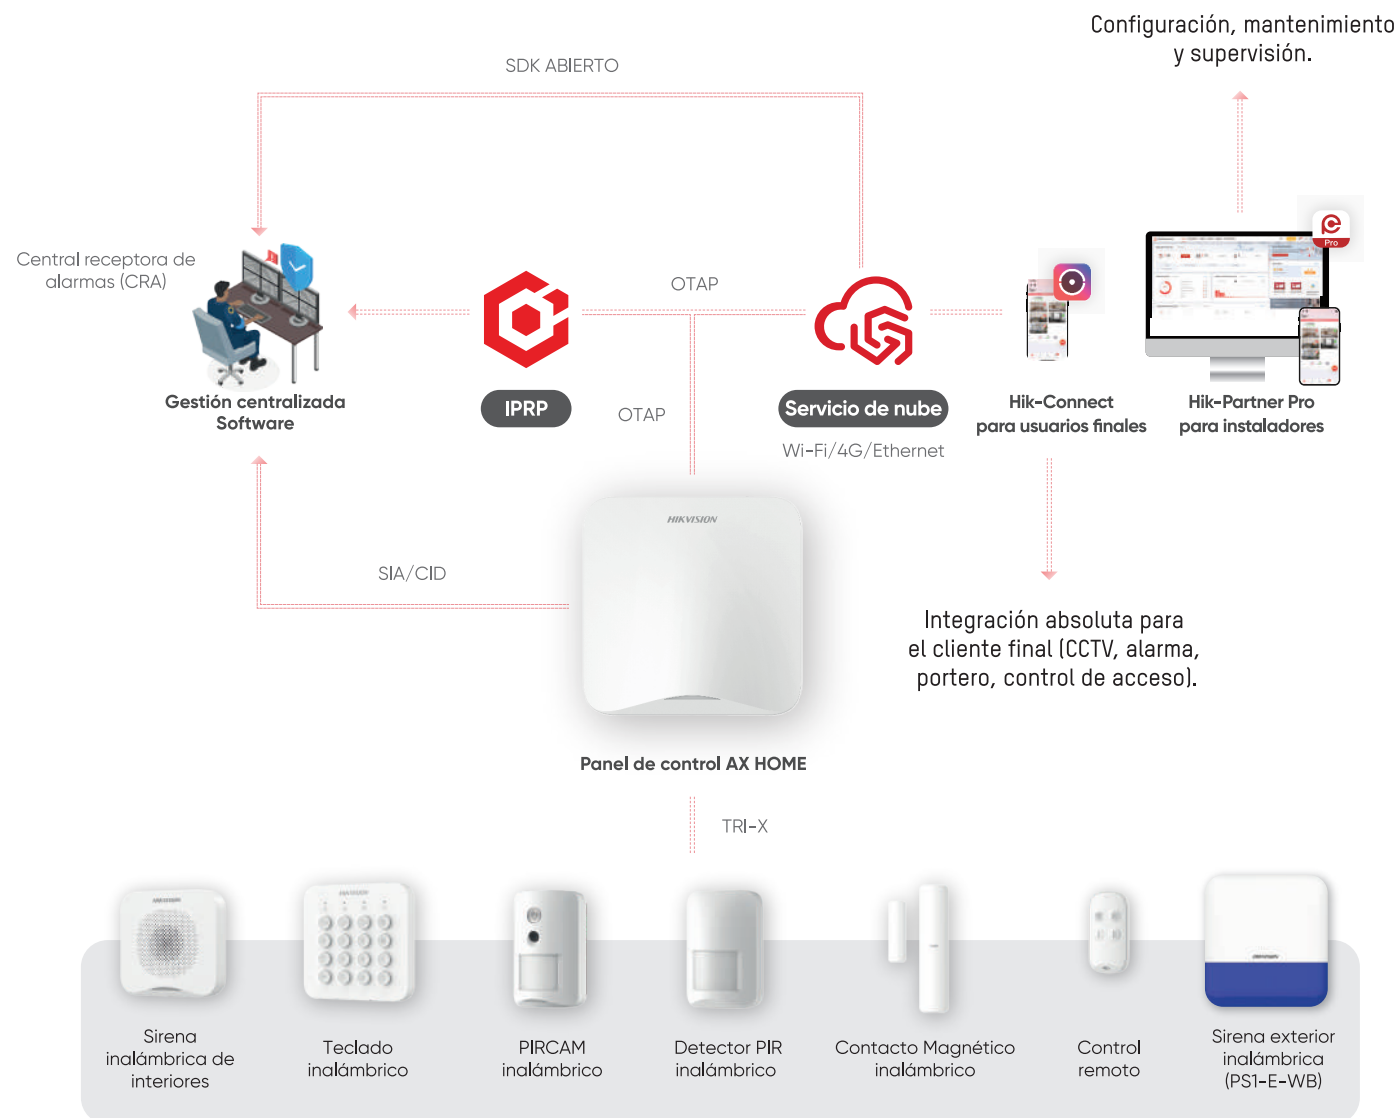 Configuración, mantenimiento
y supervisión.
SDK ABIERTO
Pro
Central receptora de
alarmas (CRA)
OTAP
Gestión centralizada
Software
IPRP
OTAP
Servicio de nube
Wi-Fi/4G/Ethernet
Hik-Connect
para usuarios finales
Hik-Partner Pro
para instaladores
HIKVISION
SIA/CID
Integración absoluta para
el cliente final (CCTV, alarma,
portero, control de acceso).
Panel de control AX HOME
TRI-X
HIKVISION
HIKVISION
HIKVISION
Sirena
inalámbrica de
interiores
Teclado
inalámbrico
PIRCAM
inalámbrico
Detector PIR
inalámbrico
Contacto Magnético
inalámbrico
Control
remoto
Sirena exterior
inalámbrica
(PS1-E-WB)